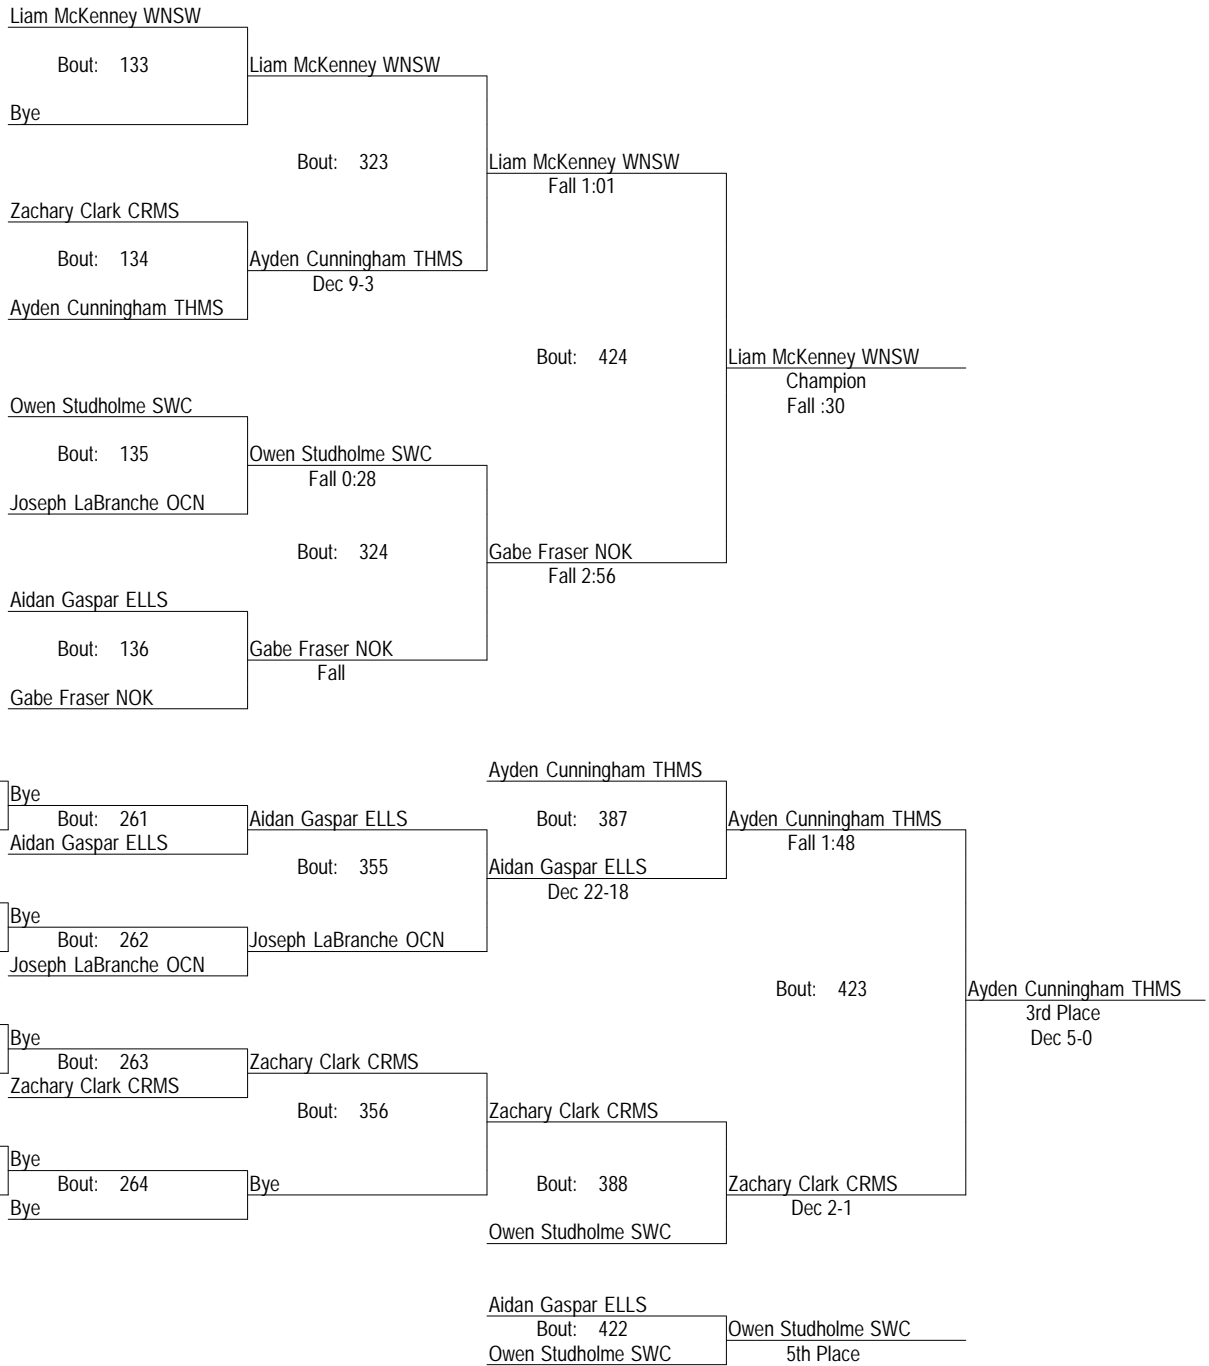 Liam McKenney WNSW
Bout: 133 Liam McKenney WNSW
Bye
Bout: 323 Liam McKenney WNSW
Fall 1:01
Zachary Clark CRMS
Bout: 134 Ayden Cunningham THMS
Dec 9-3
Ayden Cunningham THMS
Bout: 424 Liam McKenney WNSW
Champion
Fall :30
Owen Studholme SWC
Bout: 135 Owen Studholme SWC
Fall 0:28
Joseph LaBranche OCN
Bout: 324 Gabe Fraser NOK
Fall 2:56
Aidan Gaspar ELLS
Bout: 136 Gabe Fraser NOK
Fall
Gabe Fraser NOK
Ayden Cunningham THMS
Bye
Bout: 261 Aidan Gaspar ELLS Bout: 387 Ayden Cunningham THMS
Aidan Gaspar ELLS Fall 1:48
Bout: 355 Aidan Gaspar ELLS
Dec 22-18
Bye
Bout: 262 Joseph LaBranche OCN
Joseph LaBranche OCN
Bout: 423 Ayden Cunningham THMS
3rd Place
Dec 5-0
Bye
Bout: 263 Zachary Clark CRMS
Zachary Clark CRMS
Bout: 356 Zachary Clark CRMS
Bye
Bout: 264 Bye Bout: 388 Zachary Clark CRMS
Bye Dec 2-1
Owen Studholme SWC
Aidan Gaspar ELLS
Bout: 422 Owen Studholme SWC
Owen Studholme SWC 5th Place